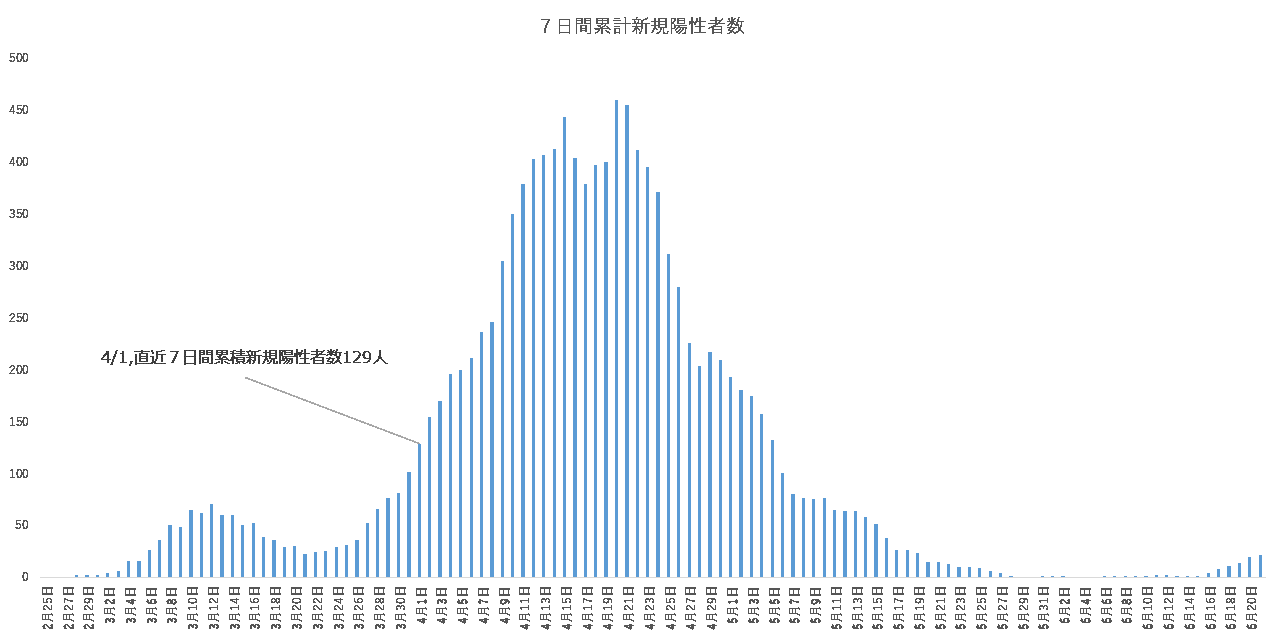 ７日間累計新規陽性者数
500
450
400
350
300
250
200
150
100
50
0
4/1,直近７日間累積新規陽性者数129人
2月25日
2月27日
2月29日
3月2日
3月4日
3月6日
3月8日
3月10日
3月12日
3月14日
3月16日
3月18日
3月20日
3月22日
3月24日
3月26日
3月28日
3月30日
4月1日
4月3日
4月5日
4月7日
4月9日
4月11日
4月13日
4月15日
4月17日
4月19日
4月21日
4月23日
4月25日
4月27日
4月29日
5月1日
5月3日
5月5日
5月7日
5月9日
5月11日
5月13日
5月15日
5月17日
5月19日
5月21日
5月23日
5月25日
5月27日
5月29日
5月31日
6月2日
6月4日
6月6日
6月8日
6月10日
6月12日
6月14日
6月16日
6月18日
6月20日